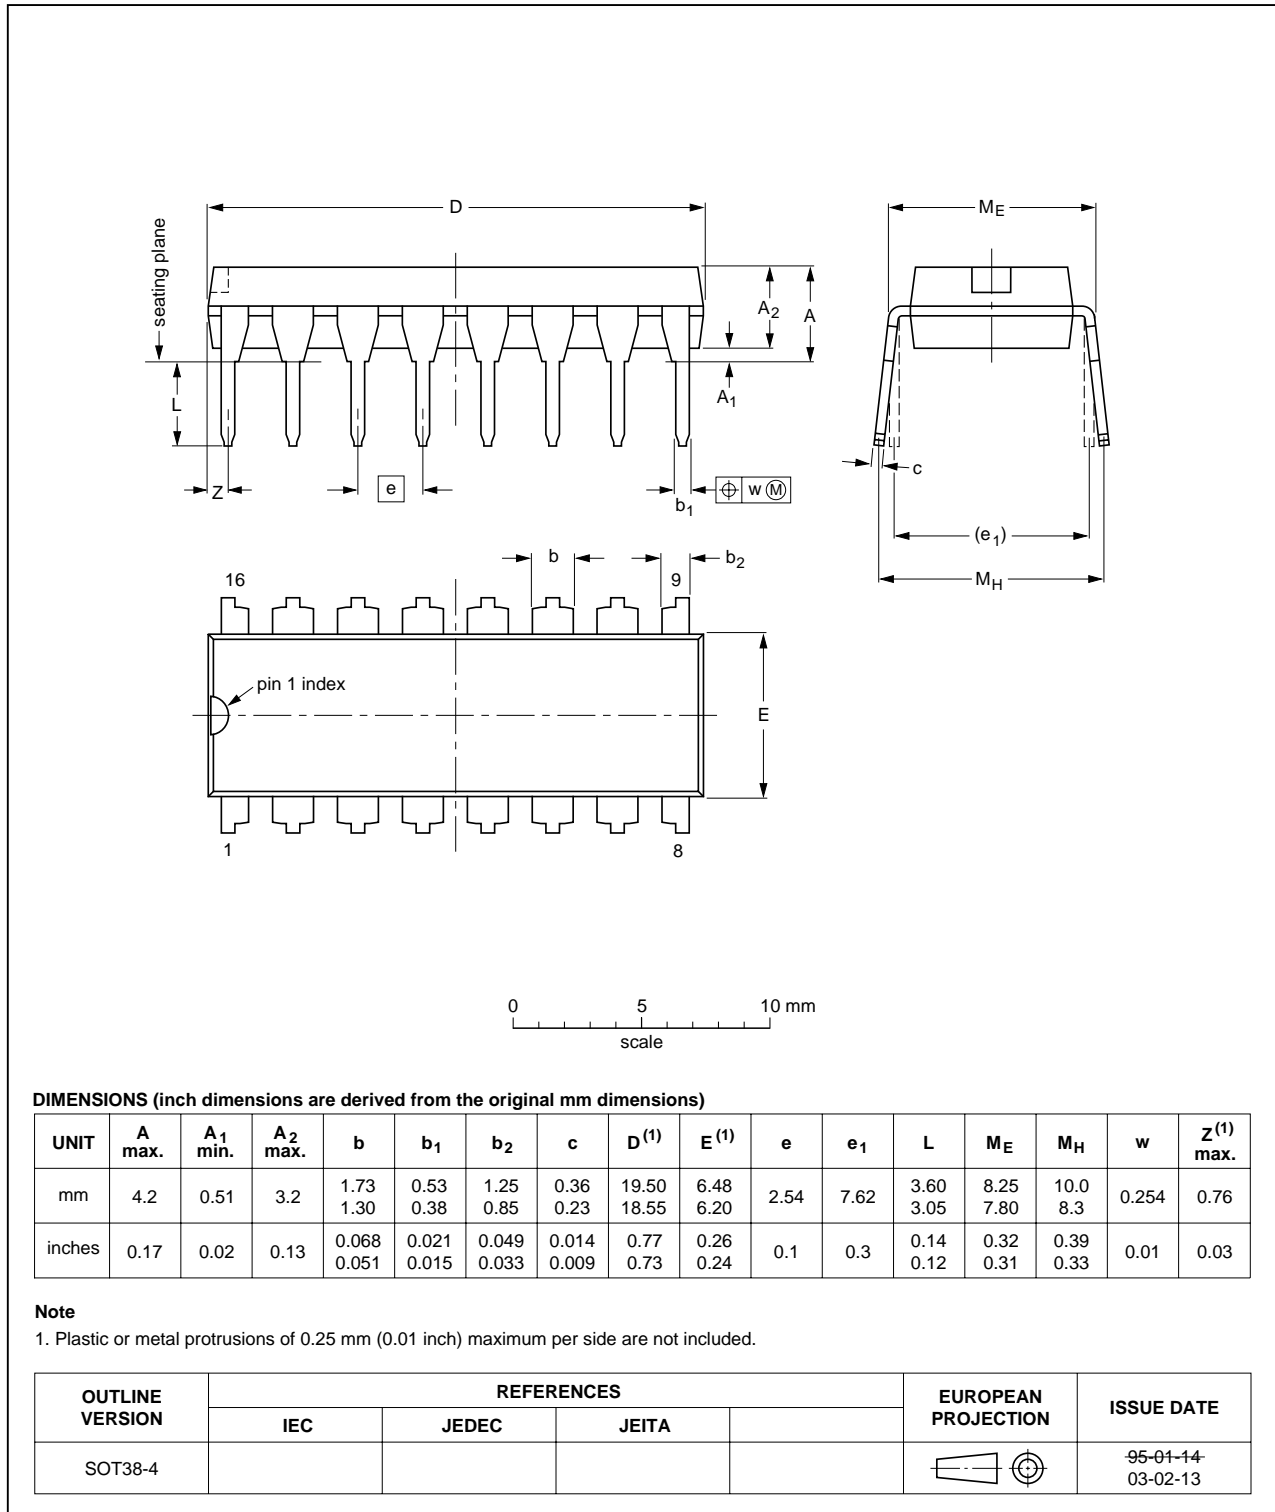 D
ME
seating plane
A2
A
A1
L
Z
e
b1
w M
c
(e1)
MH
b
b2
16
9
pin 1 index
E
1
8
0 5 10 mm
scale
DIMENSIONS (inch dimensions are derived from the original mm dimensions)
UNIT A max. A1 min. A2 max. b b1 b2 c D(1) E(1) e e1 L ME MH w Z(1) max.
mm 4.2 0.51 3.2 1.73 1.30 0.53 0.38 1.25 0.85 0.36 0.23 19.50 18.55 6.48 6.20 2.54 7.62 3.60 3.05 8.25 7.80 10.0 8.3 0.254 0.76
inches 0.17 0.02 0.13 0.068 0.051 0.021 0.015 0.049 0.033 0.014 0.009 0.77 0.73 0.26 0.24 0.1 0.3 0.14 0.12 0.32 0.31 0.39 0.33 0.01 0.03
Note
1. Plastic or metal protrusions of 0.25 mm (0.01 inch) maximum per side are not included.
OUTLINE VERSION REFERENCES EUROPEAN PROJECTION ISSUE DATE
IEC JEDEC JEITA
SOT38-4 95-01-14
03-02-13